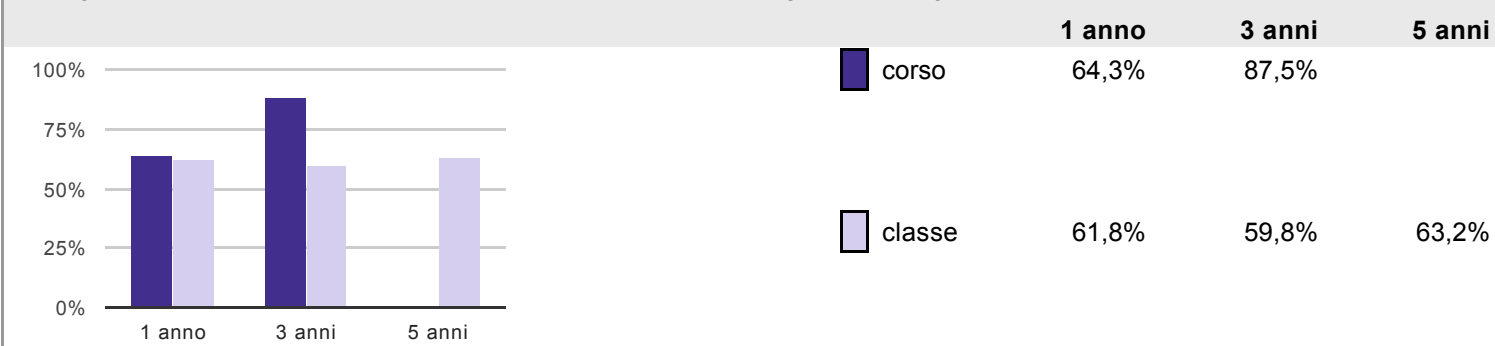 1 anno 3 anni 5 anni
100%
corso 64,3% 87,5%
75%
50%
classe 61,8% 59,8% 63,2%
25%
0%
1 anno 3 anni 5 anni